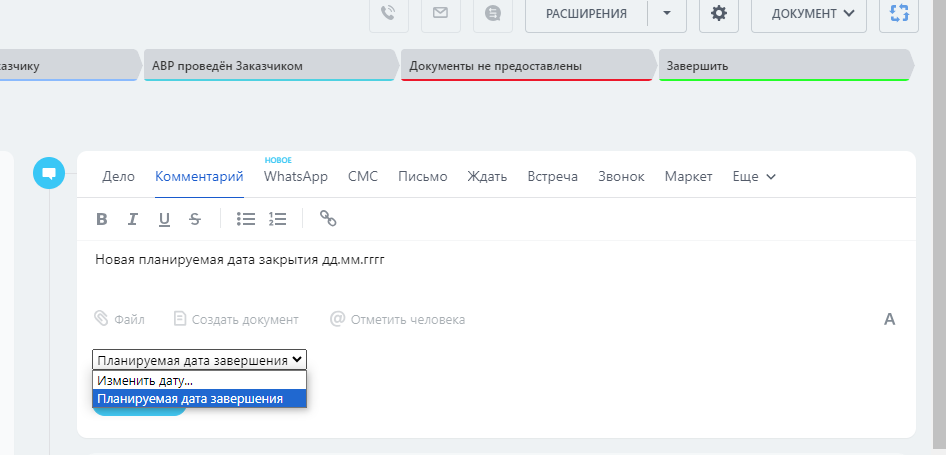 РАСШИРЕНИЯ
ДОКУМЕНТ
казчику
АВР проведён Заказчиком
Документы не предоставлены
Завершить
НОВОЕ
Дело Комментарий WhatsApp СМС Письмо Ждать Встреча Звонок Маркет Еще
B I U S
Новая планируемая дата закрытия дд.мм.гггг
Файл Создать документ @ Отметить человека A
Планируемая дата завершения
Изменить дату...
Планируемая дата завершения